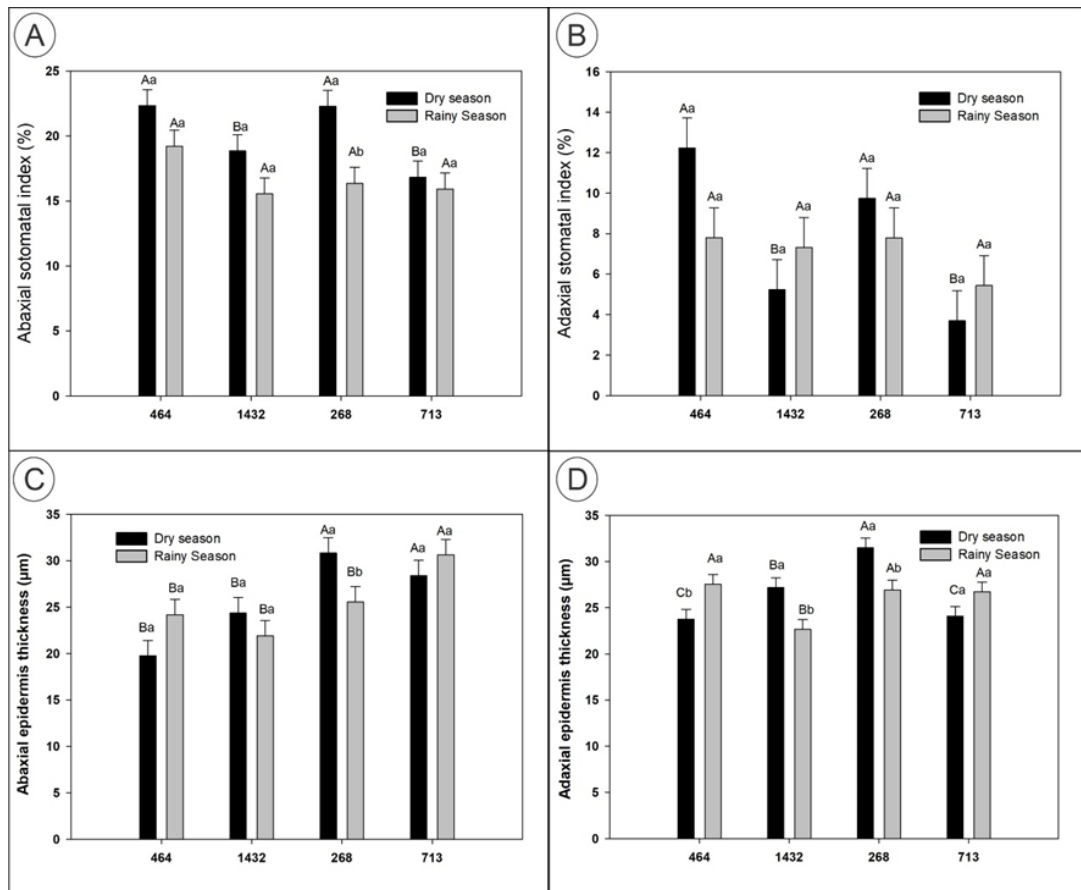 A
Abaxial sotomatal index (%)
25
20
15
10
5
0
Aa
Aa
Ba
Aa
Aa
Ab
Ba
Aa
Dry season
Rainy Season
464
1432
268
713
B
Adaxial stomatal index (%)
16
14
12
10
8
6
4
2
0
Aa
Aa
Ba
Aa
Aa
Aa
Ba
Aa
Dry season
Rainy Season
464
1432
268
713
C
Abaxial epidermis thickness (µm)
35
30
25
20
15
10
5
0
Dry season
Rainy Season
Ba
Ba
Ba
Ba
Aa
Bb
Aa
Aa
464
1432
268
713
D
Adaxial epidermis thickness (µm)
35
30
25
20
15
10
5
0
Cb
Aa
Ba
Bb
Aa
Ab
Ca
Aa
Dry season
Rainy Season
464
1432
268
713